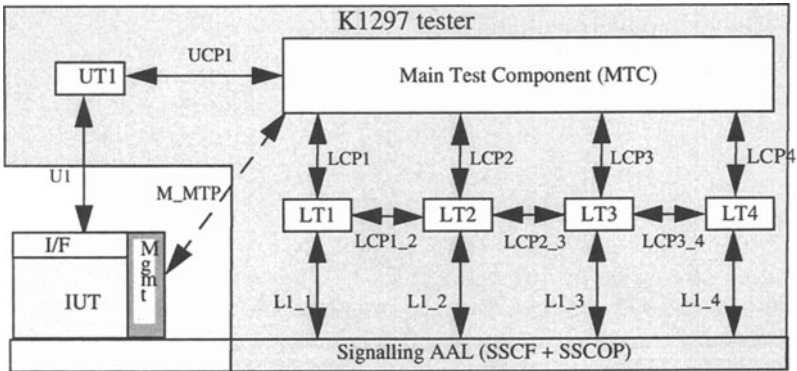 K1297 tester
UCP1
UT1
Main Test Component (MTC)
LCP1
LCP2
LCP3
LCP4
U1
M_MTP
LT1
LT2
LT3
LT4
LCP1_2
LCP2_3
LCP3_4
I/F
Mgmt
IUT
L1_1
L1_2
L1_3
L1_4
Signalling AAL (SSCF + SSCOP)